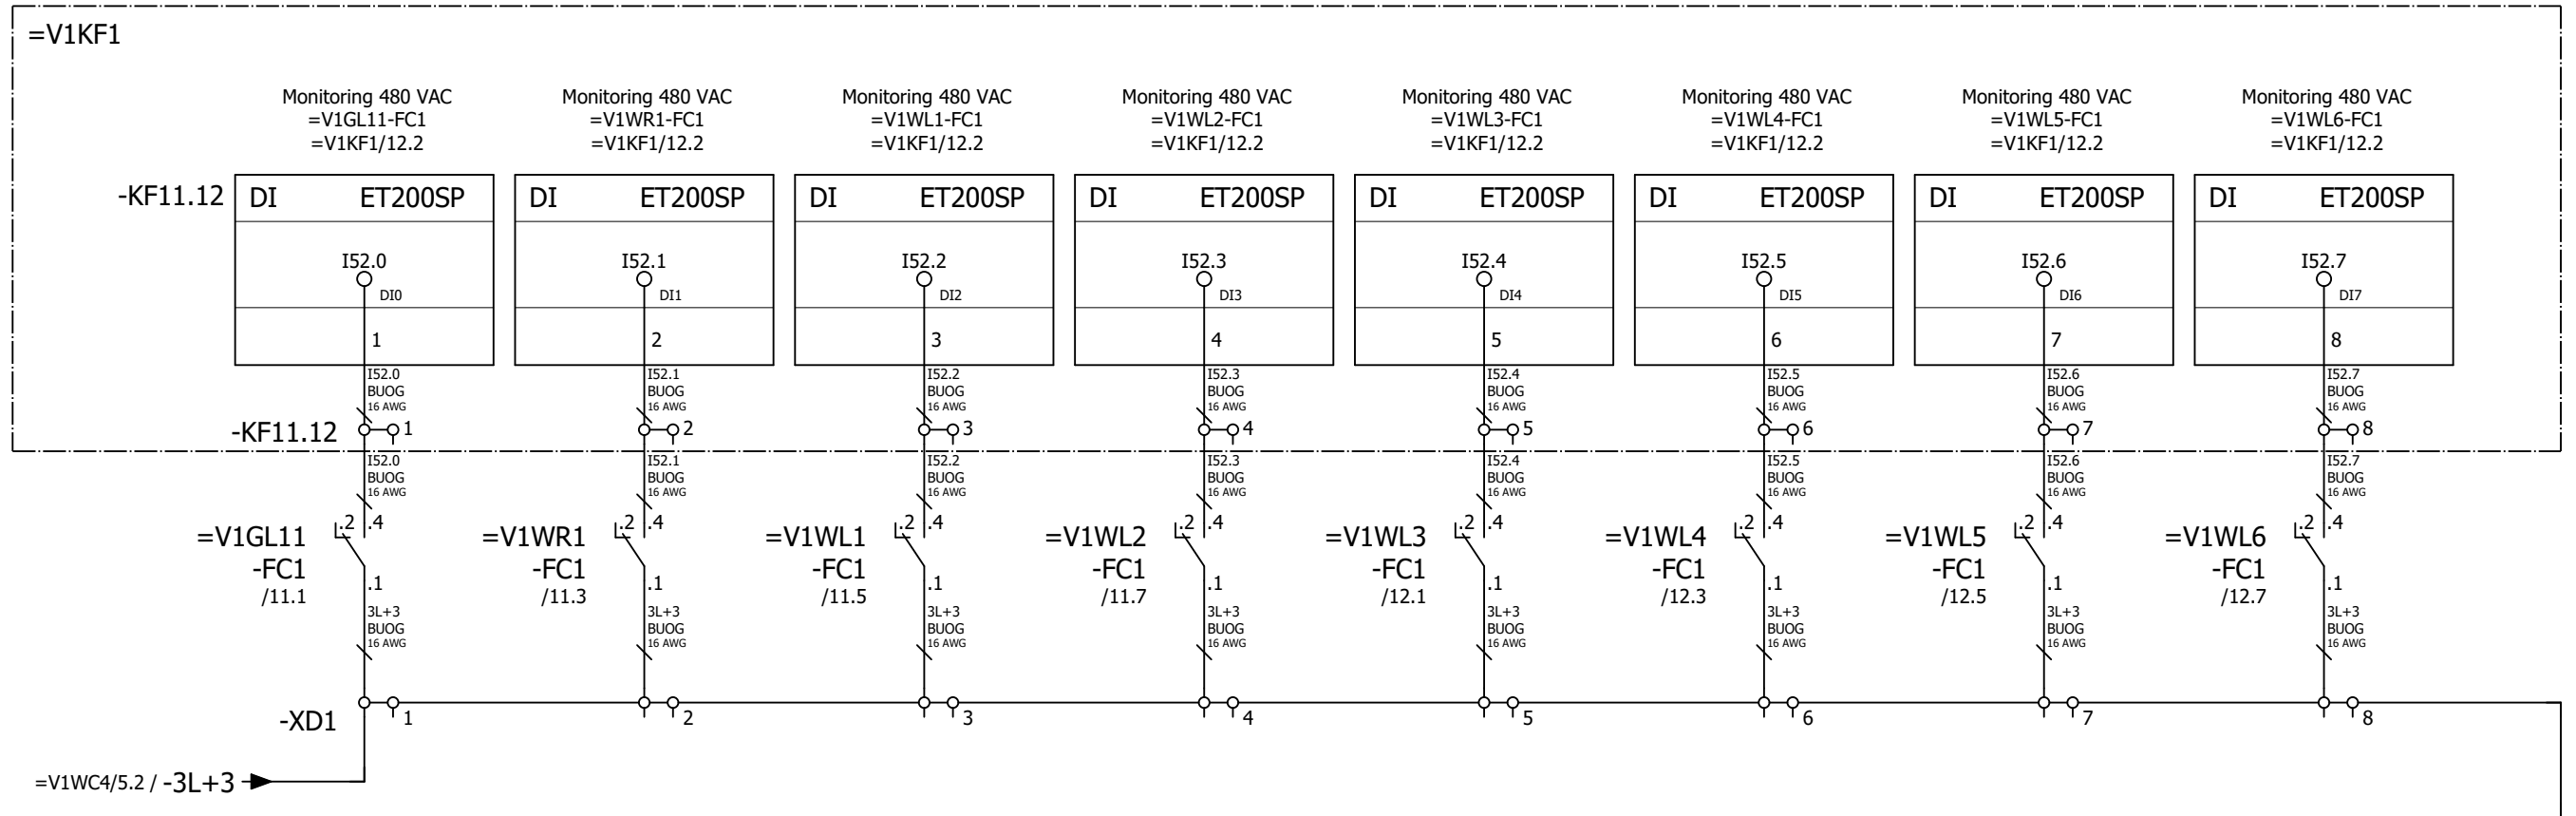 =V1KF1
Monitoring 480 VAC Monitoring 480 VAC Monitoring 480 VAC Monitoring 480 VAC Monitoring 480 VAC Monitoring 480 VAC Monitoring 480 VAC Monitoring 480 VAC
=V1GL11-FC1 =V1WR1-FC1 =V1WL1-FC1 =V1WL2-FC1 =V1WL3-FC1 =V1WL4-FC1 =V1WL5-FC1 =V1WL6-FC1
=V1KF1/12.2 =V1KF1/12.2 =V1KF1/12.2 =V1KF1/12.2 =V1KF1/12.2 =V1KF1/12.2 =V1KF1/12.2 =V1KF1/12.2
-KF11.12 DI ET200SP DI ET200SP DI ET200SP DI ET200SP DI ET200SP DI ET200SP DI ET200SP DI ET200SP
I52.0 I52.1 I52.2 I52.3 I52.4 I52.5 I52.6 I52.7
DI0 DI1 DI2 DI3 DI4 DI5 DI6 DI7
1 2 3 4 5 6 7 8
I52.0 I52.1 I52.2 I52.3 I52.4 I52.5 I52.6 I52.7
BUOG BUOG BUOG BUOG BUOG BUOG BUOG BUOG
16 AWG 16 AWG 16 AWG 16 AWG 16 AWG 16 AWG 16 AWG 16 AWG
-KF11.12 1 2 3 4 5 6 7 8
I52.0 I52.1 I52.2 I52.3 I52.4 I52.5 I52.6 I52.7
BUOG BUOG BUOG BUOG BUOG BUOG BUOG BUOG
16 AWG 16 AWG 16 AWG 16 AWG 16 AWG 16 AWG 16 AWG 16 AWG
.2 .4 .2 .4 .2 .4 .2 .4 .2 .4 .2 .4 .2 .4 .2 .4
=V1GL11 =V1WR1 =V1WL1 =V1WL2 =V1WL3 =V1WL4 =V1WL5 =V1WL6
-FC1 -FC1 -FC1 -FC1 -FC1 -FC1 -FC1 -FC1
.1 .1 .1 .1 .1 .1 .1 .1
/11.1 /11.3 /11.5 /11.7 /12.1 /12.3 /12.5 /12.7
3L+3 3L+3 3L+3 3L+3 3L+3 3L+3 3L+3 3L+3
BUOG BUOG BUOG BUOG BUOG BUOG BUOG BUOG
16 AWG 16 AWG 16 AWG 16 AWG 16 AWG 16 AWG 16 AWG 16 AWG
-XD1 1 2 3 4 5 6 7 8
=V1WC4/5.2 / -3L+3